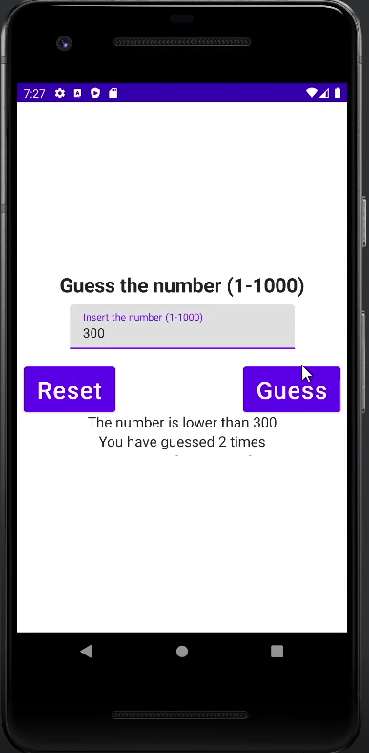 7:27
Guess the number (1-1000)
Insert the number (1-1000)
300
Reset
Guess
The number is lower than 300
You have guessed 2 times